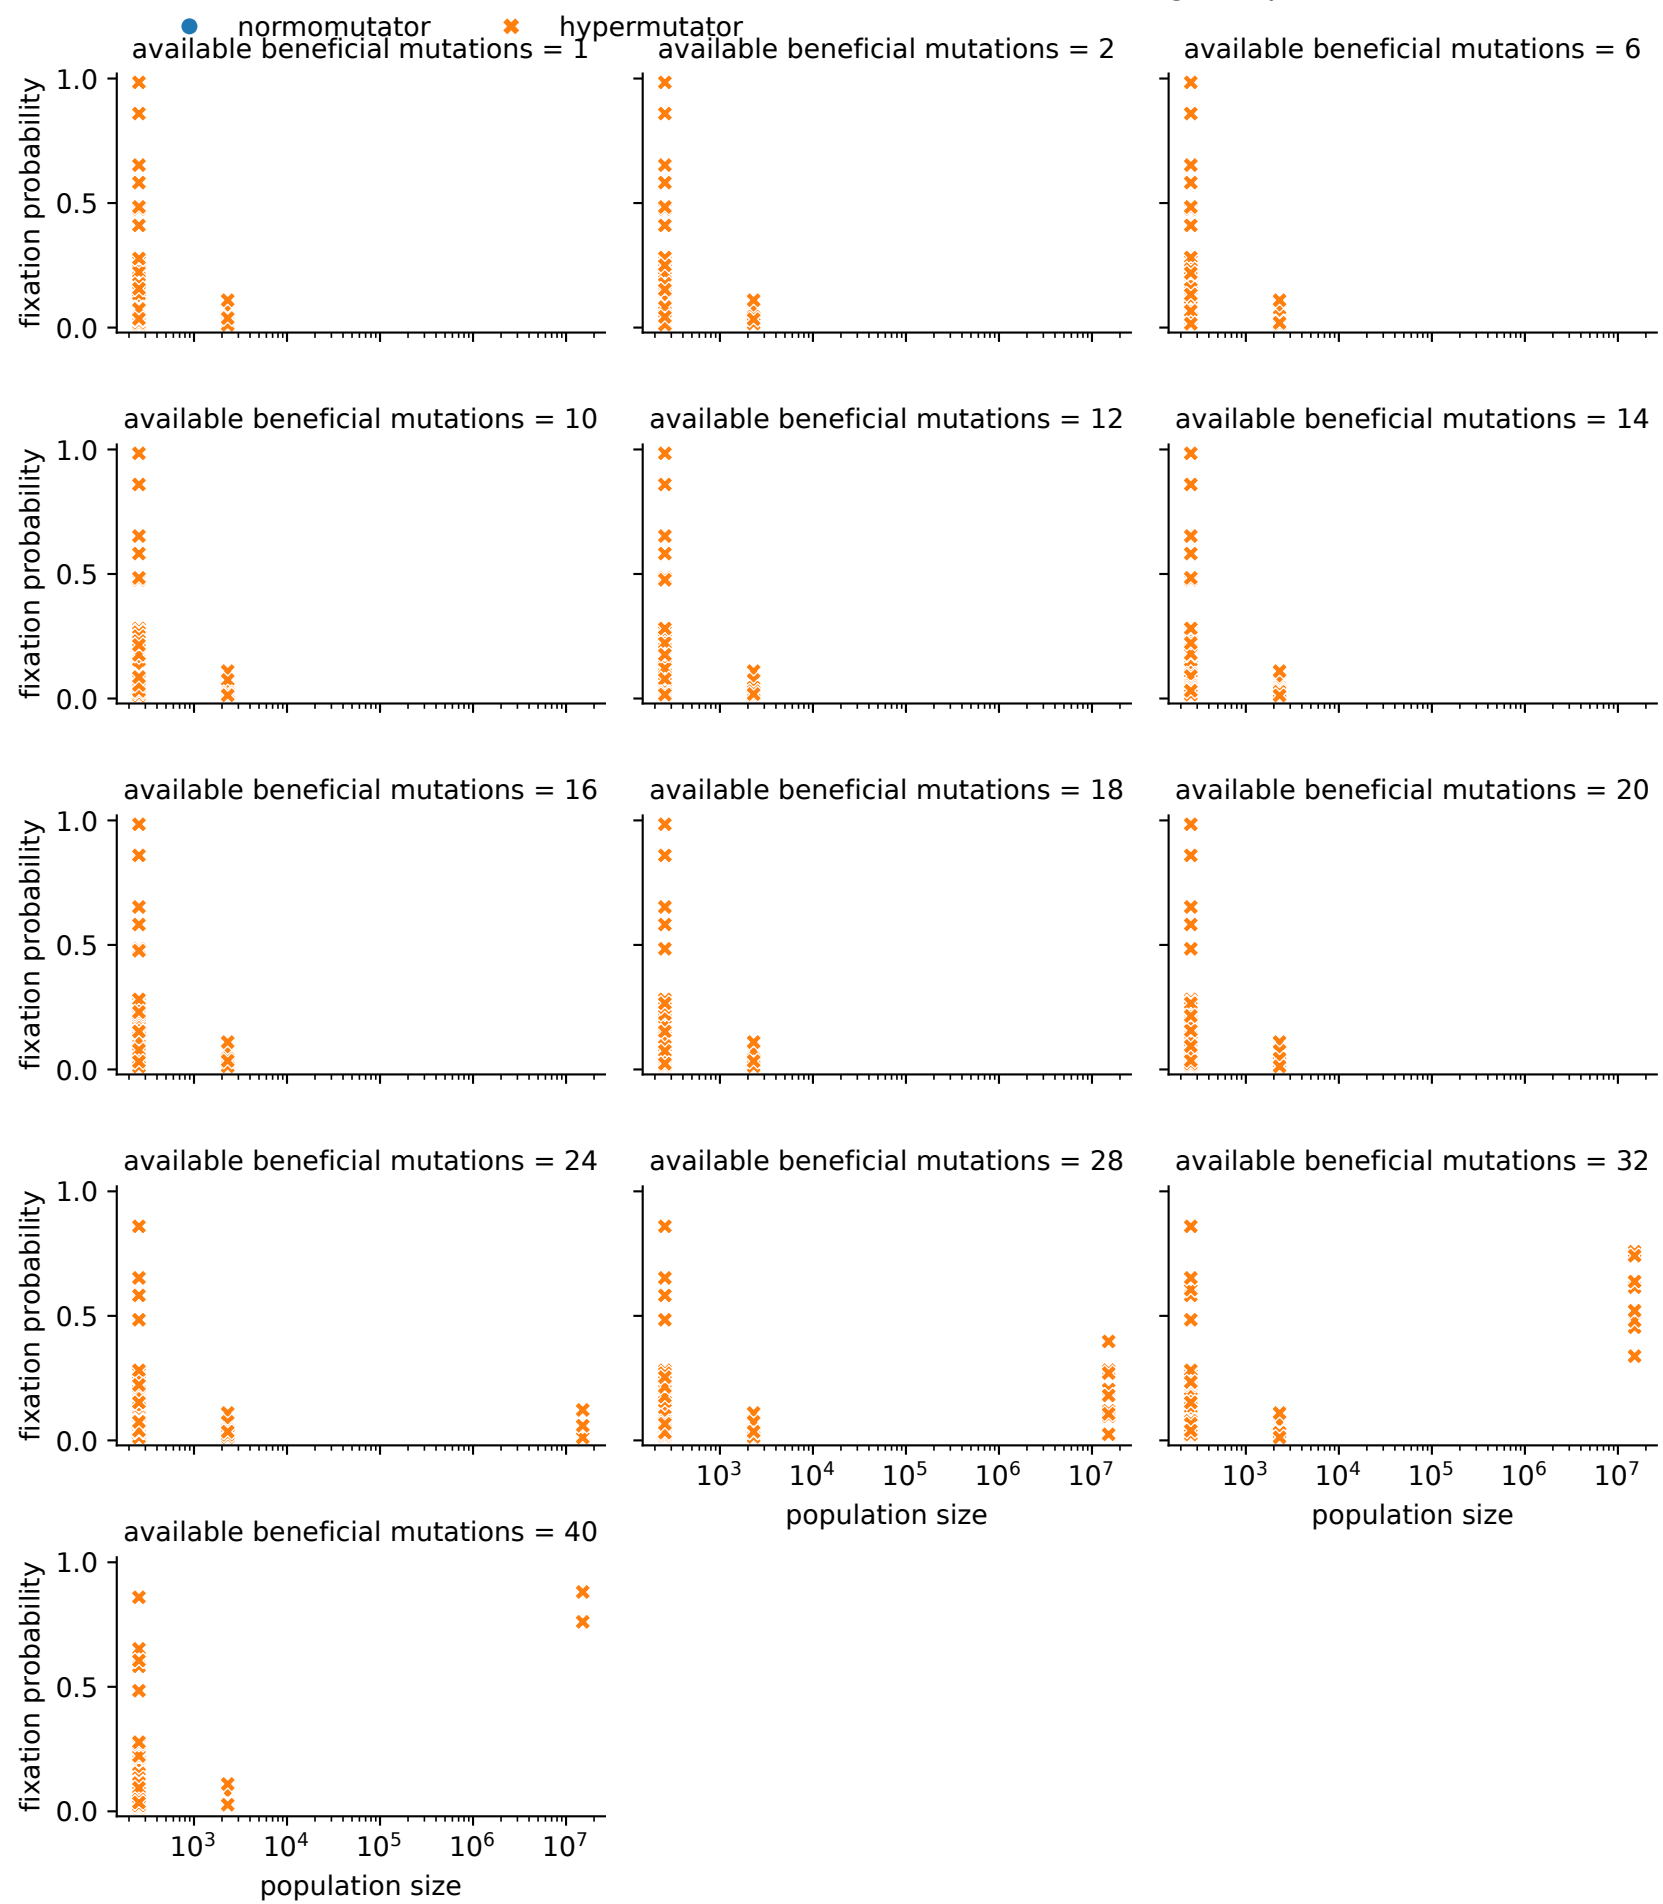 normomutator hypermutator
available beneficial mutations = 1 available beneficial mutations = 2 available beneficial mutations = 6
fixation probability
1.0
0.5
0.0
available beneficial mutations = 10 available beneficial mutations = 12 available beneficial mutations = 14
fixation probability
1.0
0.5
0.0
available beneficial mutations = 16 available beneficial mutations = 18 available beneficial mutations = 20
fixation probability
1.0
0.5
0.0
available beneficial mutations = 24 available beneficial mutations = 28 available beneficial mutations = 32
fixation probability
1.0
0.5
0.0
10³ 10⁴ 10⁵ 10⁶ 10⁷ 10³ 10⁴ 10⁵ 10⁶ 10⁷
population size population size
available beneficial mutations = 40
fixation probability
1.0
0.5
0.0
10³ 10⁴ 10⁵ 10⁶ 10⁷
population size